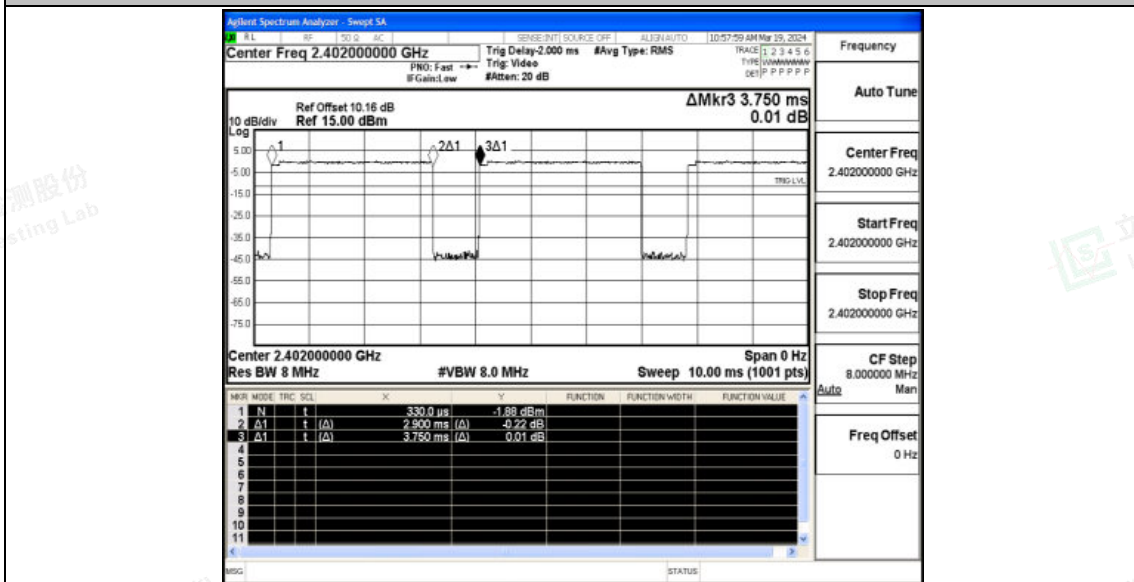 Agilent Spectrum Analyzer - Swept SA
RL RF 50 Ω AC SENSE:INT SOURCE OFF ALIGN AUTO 10:57:59 AM Mar 19, 2024
Center Freq 2.402000000 GHz
PNO: Fast
IFGain:Low
Trig Delay-2.000 ms #Avg Type: RMS
Trig: Video
#Atten: 20 dB
TRACE 1 2 3 4 5 6
TYPE
DET P P P P P P
Frequency
Auto Tune
Center Freq
2.402000000 GHz
Start Freq
2.402000000 GHz
Stop Freq
2.402000000 GHz
CF Step
8.000000 MHz
Auto Man
Freq Offset
0 Hz
ΔMkr3 3.750 ms
0.01 dB
Ref Offset 10.16 dB
10 dB/div Ref 15.00 dBm
Log
5.00
-5.00
-15.0
-25.0
-35.0
-45.0
-55.0
-65.0
-75.0
1
2Δ1
3Δ1
TRIG LVL
Center 2.402000000 GHz Span 0 Hz
Res BW 8 MHz #VBW 8.0 MHz Sweep 10.00 ms (1001 pts)
MKR MODE TRC SCL X Y FUNCTION FUNCTION WIDTH FUNCTION VALUE
1 N t 330.0 µs -1.88 dBm
2 Δ1 t (Δ) 2.900 ms (Δ) -0.22 dB
3 Δ1 t (Δ) 3.750 ms (Δ) 0.01 dB
4
5
6
7
8
9
10
11
MSG STATUS
测股份
sting Lab
LCS